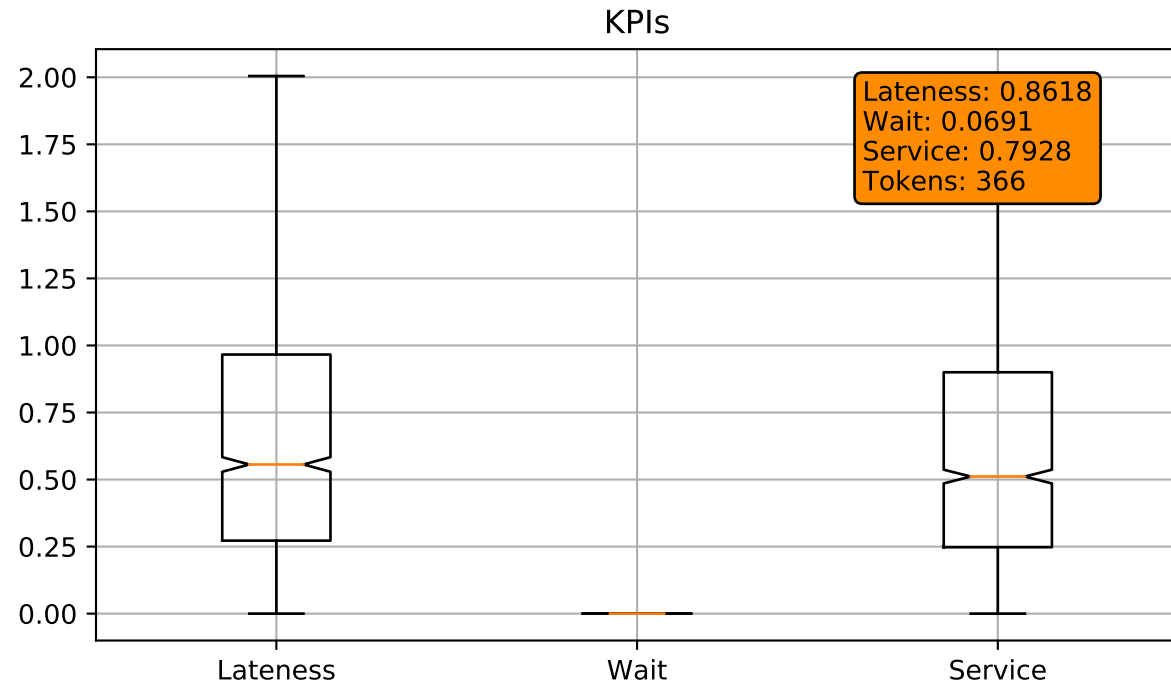 KPIs
2.00
1.75
1.50
1.25
1.00
0.75
0.50
0.25
0.00
Lateness: 0.8618
Wait: 0.0691
Service: 0.7928
Tokens: 366
Lateness
Wait
Service